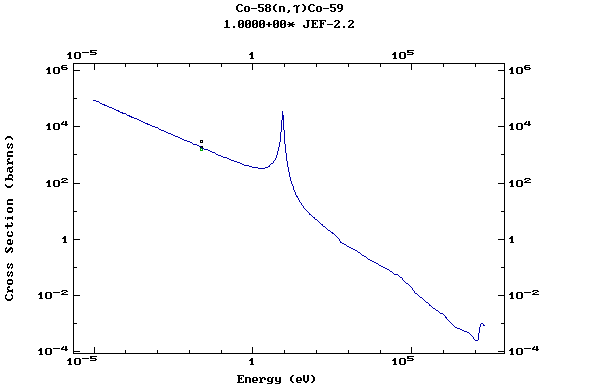 Co-58(n,γ)Co-59
1.0000+00* JEF-2.2
10⁻⁵ 1 10⁵
10⁶ 10⁶
10⁴ 10⁴
10² 10²
1 1
10⁻² 10⁻²
10⁻⁴ 10⁻⁴
10⁻⁵ 1 10⁵
Cross Section (barns)
Energy (eV)